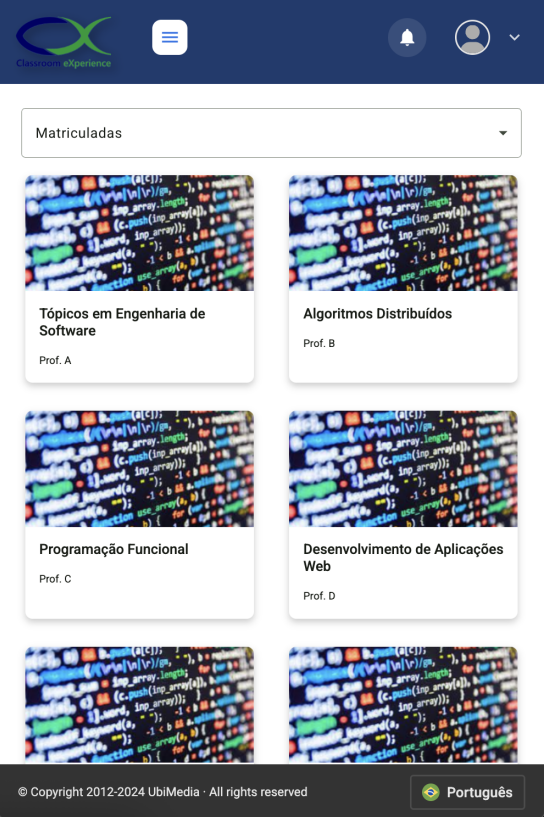 Classroom eXperience
Matriculadas
Tópicos em Engenharia de
Software
Prof. A
Algoritmos Distribuídos
Prof. B
Programação Funcional
Prof. C
Desenvolvimento de Aplicações
Web
Prof. D
© Copyright 2012-2024 UbiMedia · All rights reserved
Português